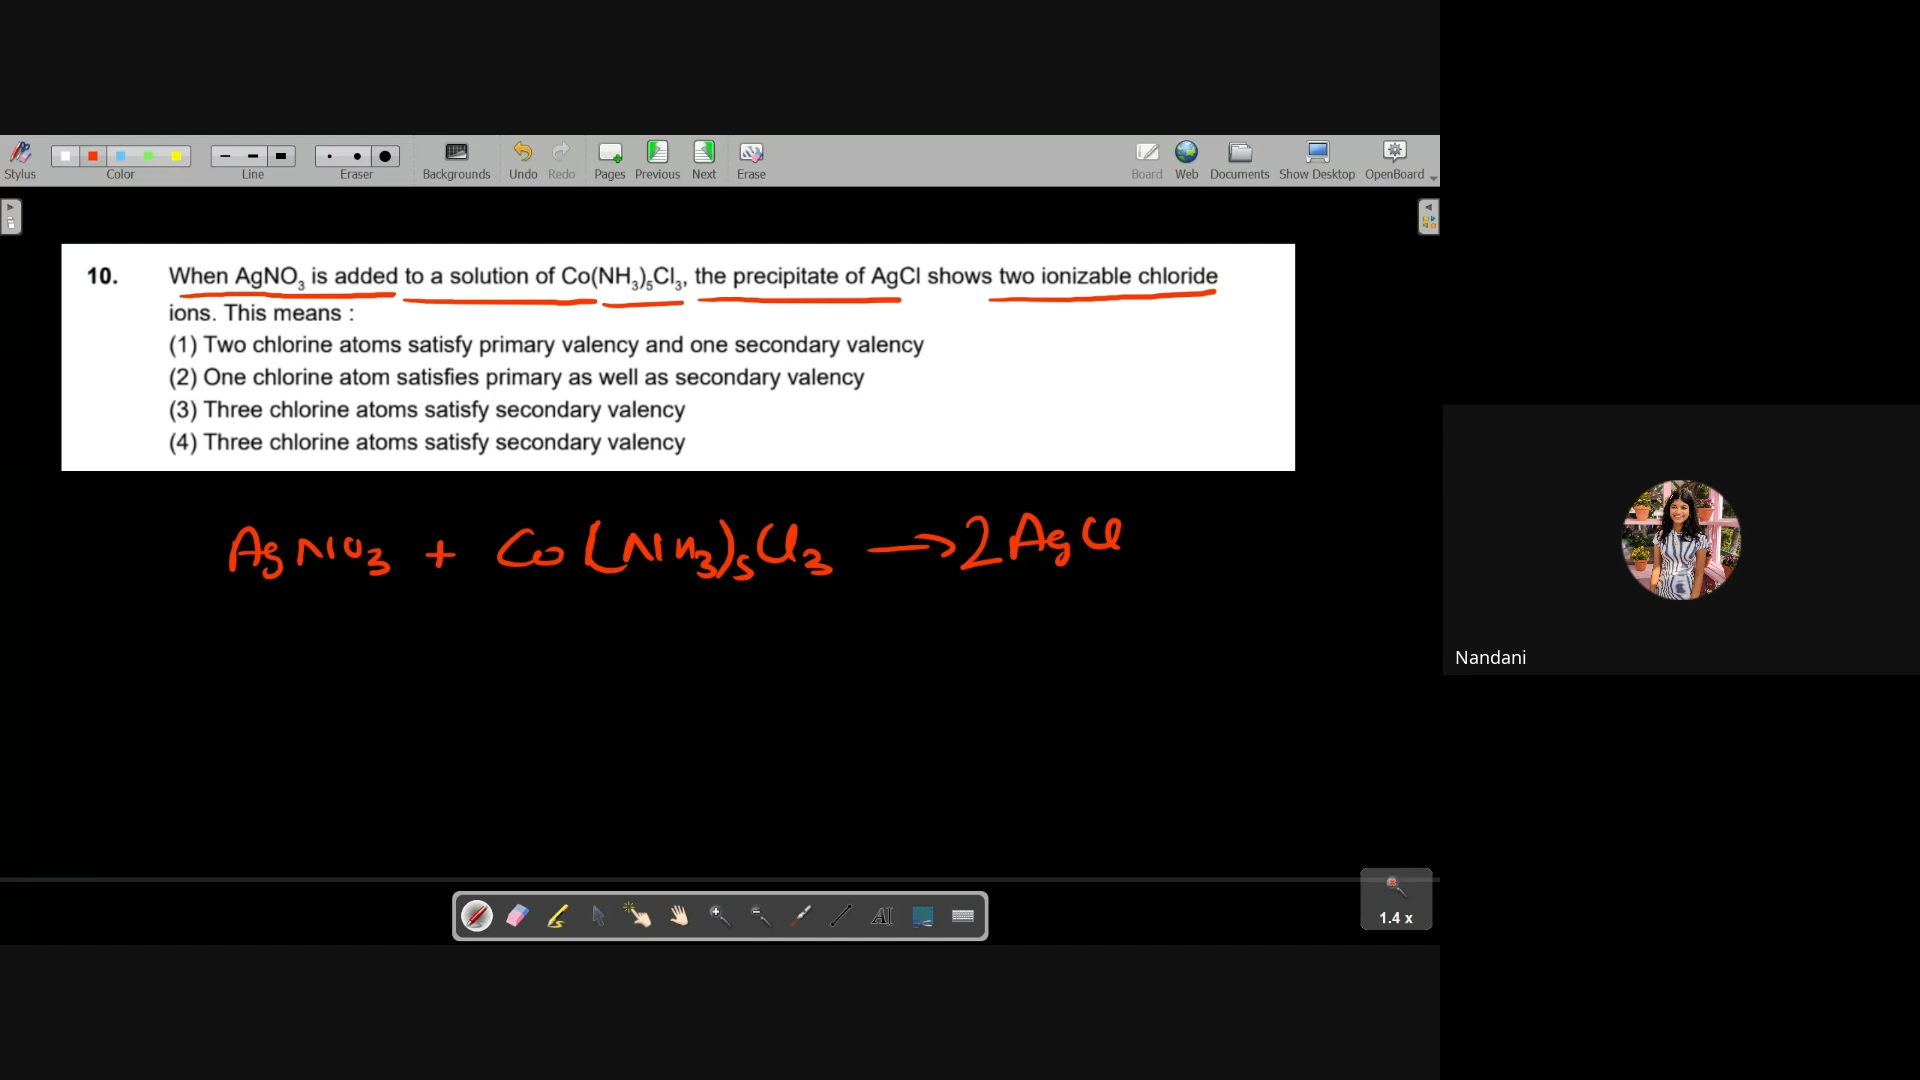 Stylus Color Line Eraser Backgrounds Undo Redo Pages Previous Next Erase Board Web Documents Show Desktop OpenBoard
10. When AgNO₃ is added to a solution of Co(NH₃)₅Cl₃, the precipitate of AgCl shows two ionizable chloride
ions. This means :
(1) Two chlorine atoms satisfy primary valency and one secondary valency
(2) One chlorine atom satisfies primary as well as secondary valency
(3) Three chlorine atoms satisfy secondary valency
(4) Three chlorine atoms satisfy secondary valency
AgNO₃ + Co(NH₃)₅Cl₃ → 2AgCl
Nandani
AI
1.4 x